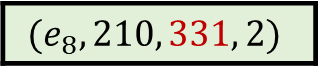 (e₈, 210, 331, 2)